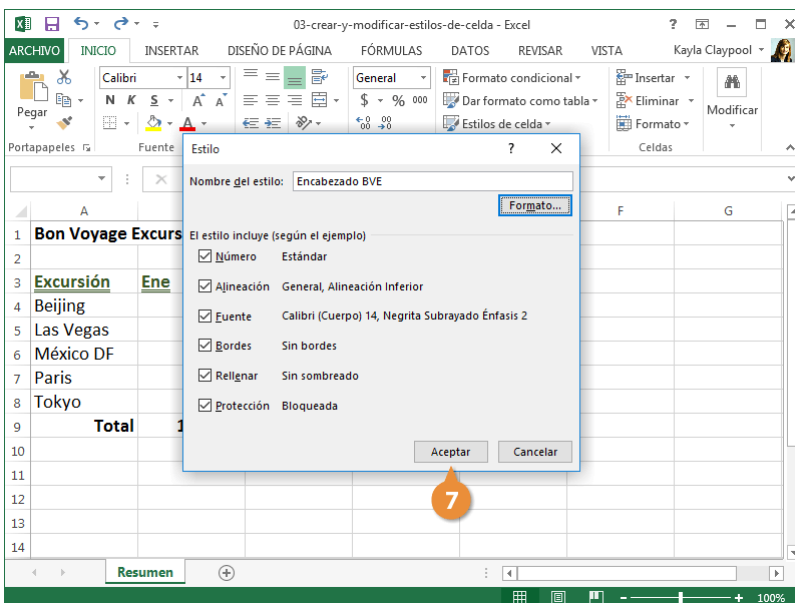 03-crear-y-modificar-estilos-de-celda - Excel ?
ARCHIVO INICIO INSERTAR DISEÑO DE PÁGINA FÓRMULAS DATOS REVISAR VISTA Kayla Claypool
Calibri 14 General Formato condicional Insertar
Pegar N K S A A $ % 000 Dar formato como tabla Eliminar Modificar
A Estilos de celda Formato
Portapapeles Fuente Celdas
Estilo ?
Nombre del estilo: Encabezado BVE
Formato...
A F G
1 Bon Voyage Excurs
El estilo incluye (según el ejemplo)
2
Número Estándar
3 Excursión Ene
Alineación General, Alineación Inferior
4 Beijing
Fuente Calibri (Cuerpo) 14, Negrita Subrayado Énfasis 2
5 Las Vegas
6 México DF
Bordes Sin bordes
7 Paris
Rellenar Sin sombreado
8 Tokyo
Protección Bloqueada
9 Total 1
10
Aceptar Cancelar
11
12
7
13
14
Resumen
100%